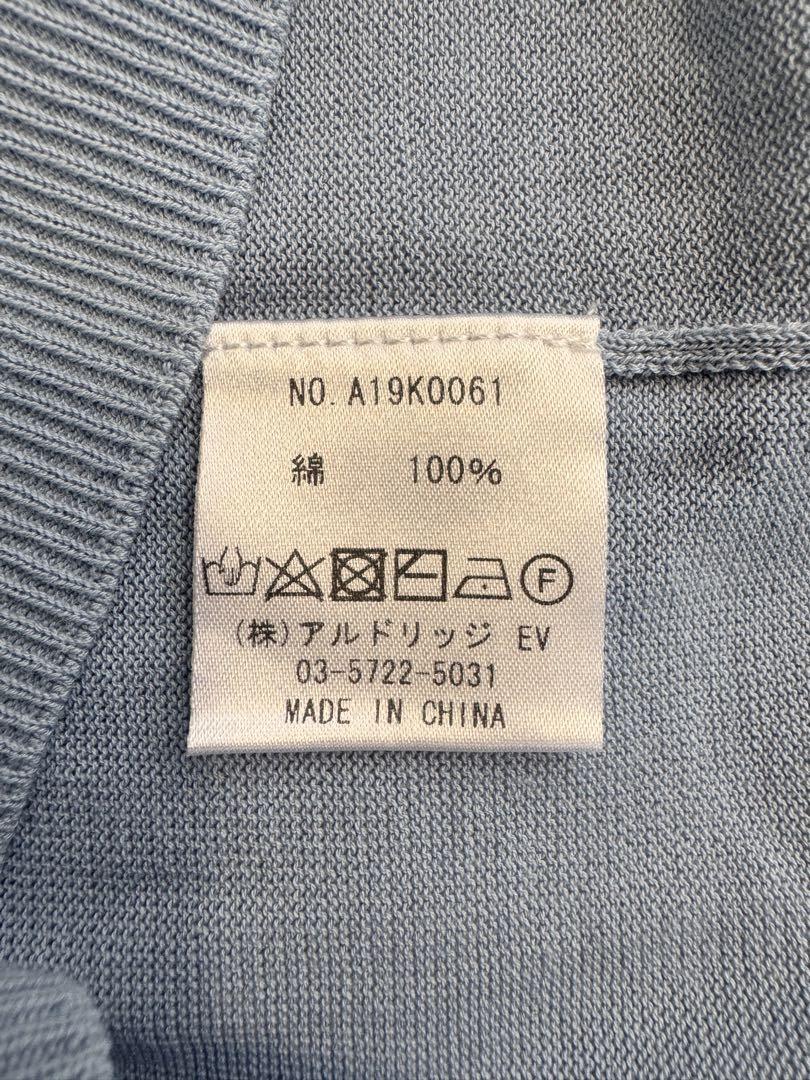 NO. A19K0061
綿 100%
F
(株)アルドリッジ EV
03-5722-5031
MADE IN CHINA